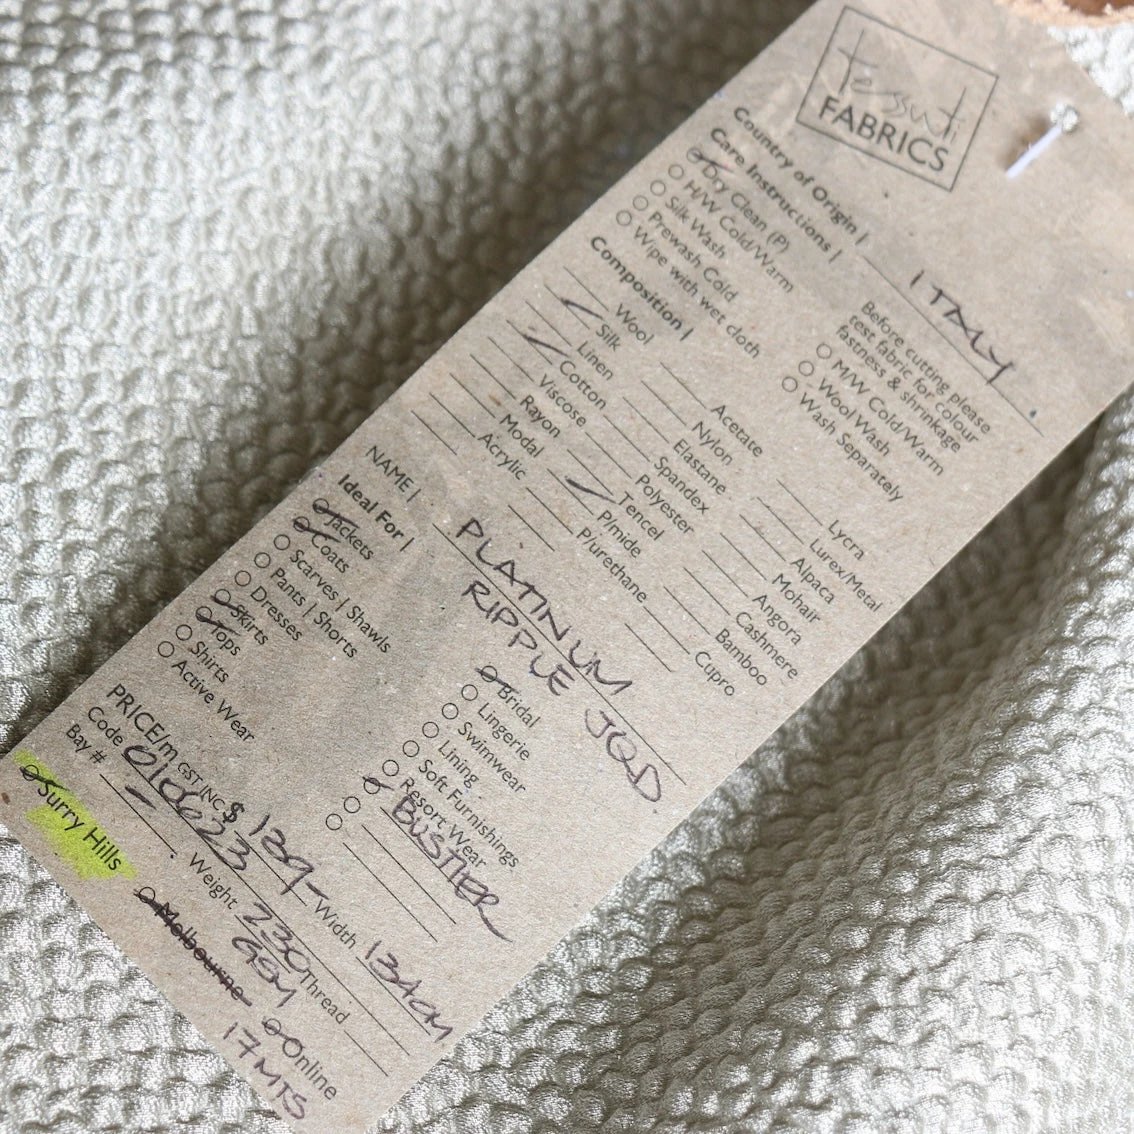 tessuti
FABRICS
Country of Origin | ITALY
Care Instructions |
Dry Clean (P)
H/W Cold/Warm
Silk Wash
Prewash Cold
Wipe with wet cloth
Before cutting please
test fabric for colour
fastness & shrinkage
M/W Cold/Warm
Wool Wash
Wash Separately
Composition |
Wool
Silk
Linen
Cotton
Viscose
Rayon
Modal
Acrylic
Acetate
Nylon
Elastane
Spandex
Polyester
Tencel
P/mide
P/urethane
Lycra
Lurex/Metal
Alpaca
Mohair
Angora
Cashmere
Bamboo
Cupro
NAME | PLATINUM
RIPPLE JQD
Ideal For |
Jackets
Coats
Scarves | Shawls
Pants | Shorts
Dresses
Skirts
Tops
Shirts
Active Wear
Bridal
Lingerie
Swimwear
Lining
Soft Furnishings
Resort Wear
BUSTIER
PRICE/m GST INC $ 139- Width 134CM
Code 010623 Weight 230 GSM Thread
Bay # -
Surry Hills
Melbourne
Online
17MTS